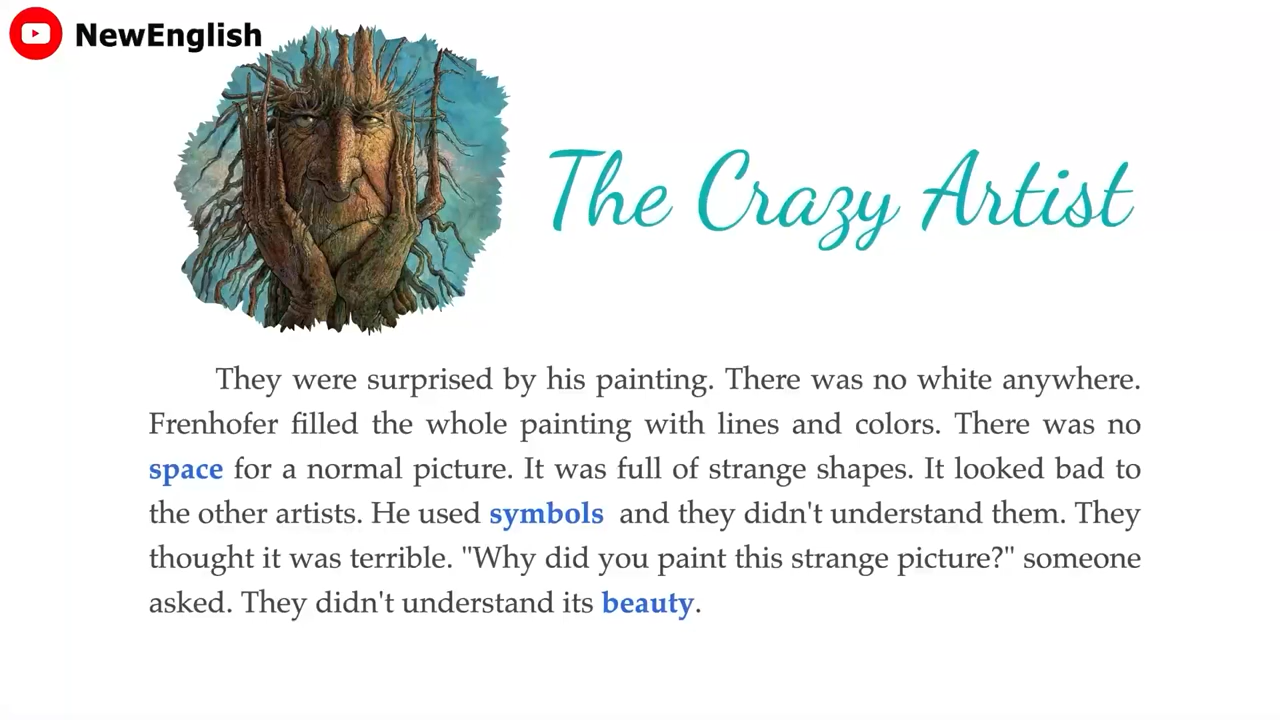 NewEnglish
The Crazy Artist
They were surprised by his painting. There was no white anywhere.
Frenhofer filled the whole painting with lines and colors. There was no
space for a normal picture. It was full of strange shapes. It looked bad to
the other artists. He used symbols and they didn't understand them. They
thought it was terrible. "Why did you paint this strange picture?" someone
asked. They didn't understand its beauty.